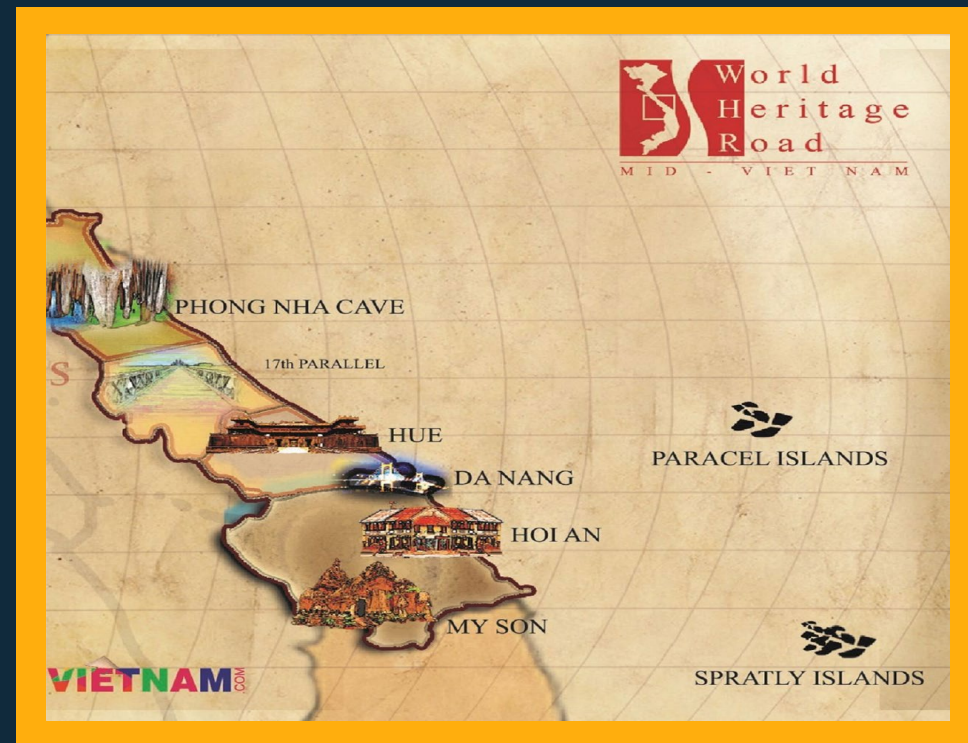 World
Heritage
Road
MID - VIET NAM
PHONG NHA CAVE
S
17th PARALLEL
HUE
PARACEL ISLANDS
DA NANG
HOI AN
MY SON
SPRATLY ISLANDS
VIETNAM.COM